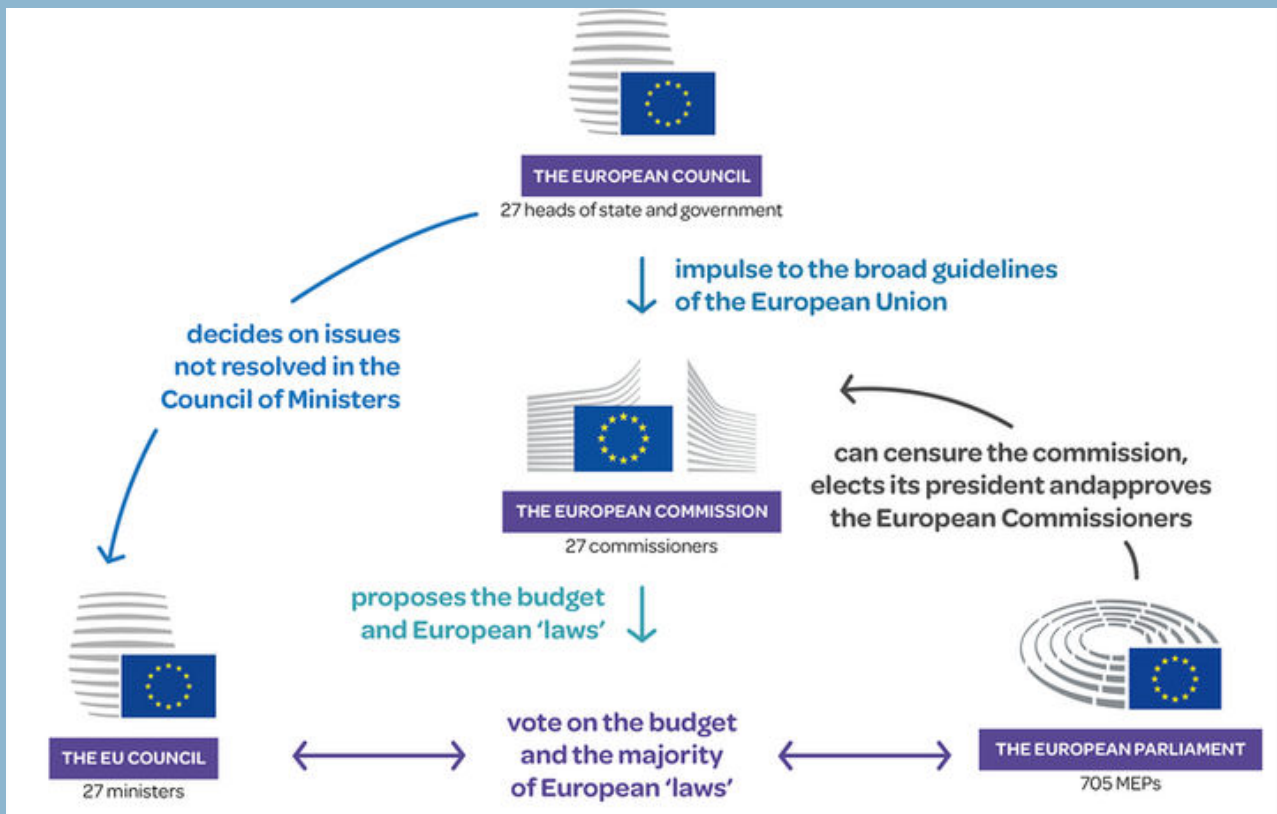 THE EUROPEAN COUNCIL
27 heads of state and government
impulse to the broad guidelines
of the European Union
decides on issues
not resolved in the
Council of Ministers
can censure the commission,
elects its president andapproves
the European Commissioners
THE EUROPEAN COMMISSION
27 commissioners
proposes the budget
and European ‘laws’
vote on the budget
and the majority
of European ‘laws’
THE EU COUNCIL
27 ministers
THE EUROPEAN PARLIAMENT
705 MEPs